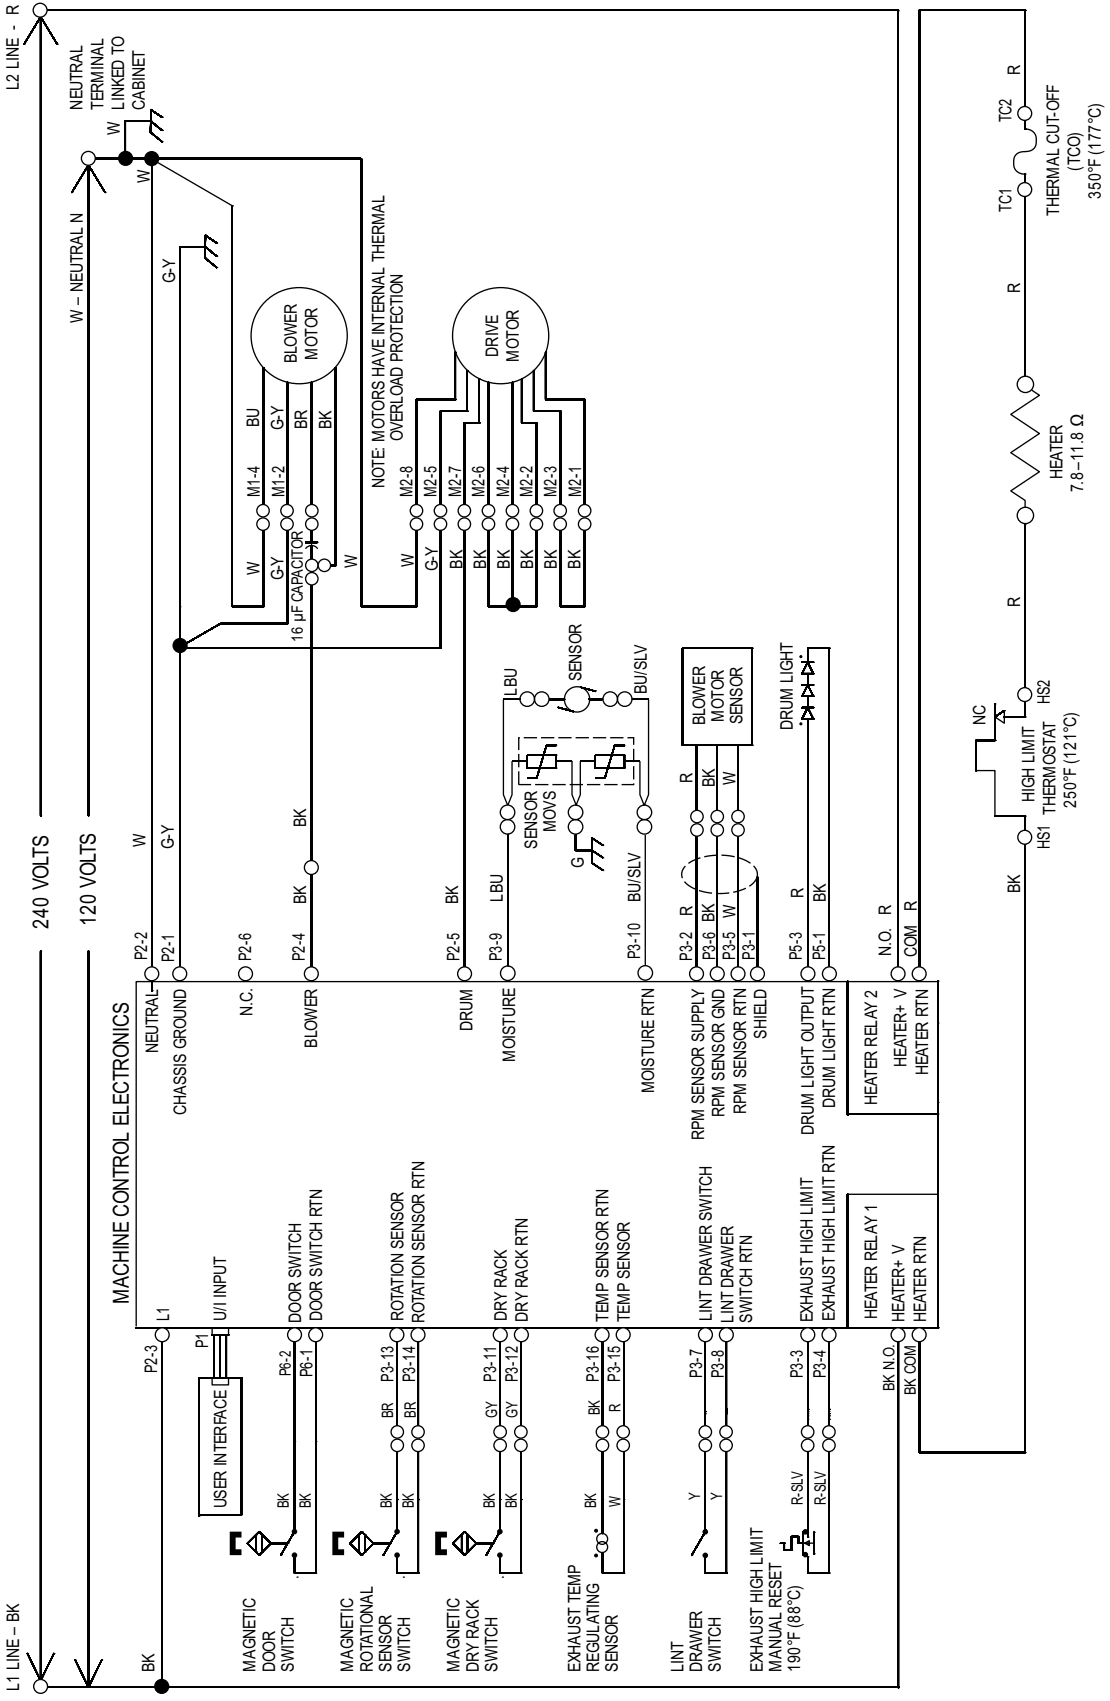 L1 LINE – BK
L2 LINE - R
240 VOLTS
W – NEUTRAL N
120 VOLTS
NEUTRAL
TERMINAL
LINKED TO
CABINET
W
W
BK
P2-3
L1
MACHINE CONTROL ELECTRONICS
NEUTRAL
P2-2
W
CHASSIS GROUND
P2-1
G-Y
G-Y
USER INTERFACE
P1
U/I INPUT
N.C.
P2-6
MAGNETIC
DOOR
SWITCH
BK
BK
P6-2
P6-1
DOOR SWITCH
DOOR SWITCH RTN
BLOWER
P2-4
BK
BK
16 µF CAPACITOR
W
G-Y
M1-4
M1-2
BU
G-Y
BR
BK
BLOWER
MOTOR
W
NOTE: MOTORS HAVE INTERNAL THERMAL
OVERLOAD PROTECTION
MAGNETIC
ROTATIONAL
SENSOR
SWITCH
BK
BK
BR
BR
P3-13
P3-14
ROTATION SENSOR
ROTATION SENSOR RTN
DRUM
P2-5
BK
W
G-Y
BK
BK
BK
BK
BK
BK
M2-8
M2-5
M2-7
M2-6
M2-4
M2-2
M2-3
M2-1
DRIVE
MOTOR
MAGNETIC
DRY RACK
SWITCH
BK
BK
GY
GY
P3-11
P3-12
DRY RACK
DRY RACK RTN
MOISTURE
P3-9
LBU
SENSOR
MOVS
G
LBU
SENSOR
BU/SLV
MOISTURE RTN
P3-10
BU/SLV
EXHAUST TEMP
REGULATING
SENSOR
BK
W
BK
R
P3-16
P3-15
TEMP SENSOR RTN
TEMP SENSOR
RPM SENSOR SUPPLY
RPM SENSOR GND
RPM SENSOR RTN
SHIELD
P3-2
P3-6
P3-5
P3-1
R
BK
W
R
BK
W
BLOWER
MOTOR
SENSOR
LINT
DRAWER
SWITCH
Y
Y
P3-7
P3-8
LINT DRAWER SWITCH
LINT DRAWER
SWITCH RTN
DRUM LIGHT OUTPUT
DRUM LIGHT RTN
P5-3
P5-1
R
BK
DRUM LIGHT
EXHAUST HIGH LIMIT
MANUAL RESET
190°F (88°C)
R-SLV
R-SLV
P3-3
P3-4
EXHAUST HIGH LIMIT
EXHAUST HIGH LIMIT RTN
HEATER RELAY 1
HEATER+ V
HEATER RTN
BK N.O.
BK COM
HEATER RELAY 2
HEATER+ V
HEATER RTN
N.O. R
COM R
BK
HS1
NC
HIGH LIMIT
THERMOSTAT
250°F (121°C)
HS2
R
HEATER
7.8–11.8 Ω
R
TC1
TC2
THERMAL CUT-OFF
(TCO)
350°F (177°C)
R